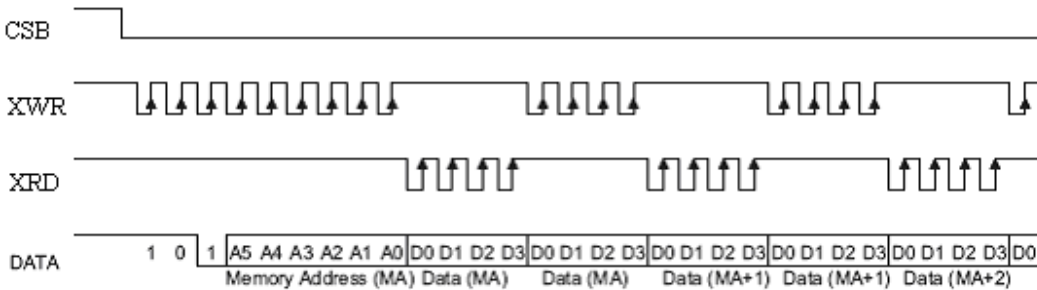 CSB
XWR
XRD
DATA 1 0 1 A5 A4 A3 A2 A1 A0 D0 D1 D2 D3 D0 D1 D2 D3 D0 D1 D2 D3 D0 D1 D2 D3 D0 D1 D2 D3 D0
Memory Address (MA) Data (MA) Data (MA) Data (MA+1) Data (MA+1) Data (MA+2)